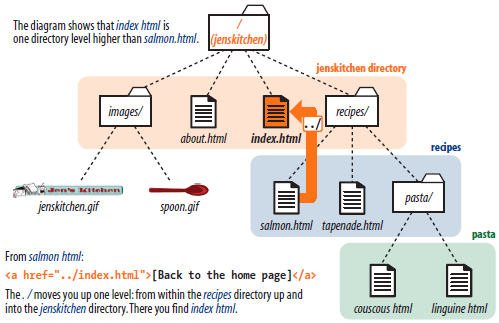 The diagram shows that index html is
one directory level higher than salmon.html.
/
(jenskitchen)
jenskitchen directory
images/
about.html
index.html
../
recipes/
recipes
Jen's Kitchen
jenskitchen.gif
spoon.gif
salmon.html
tapenade.html
pasta/
pasta
couscous html
linguine html
From salmon html:
<a href="../index.html">[Back to the home page]</a>
The ./ moves you up one level: from within the recipes directory up and
into the jenskitchen directory. There you find index html.